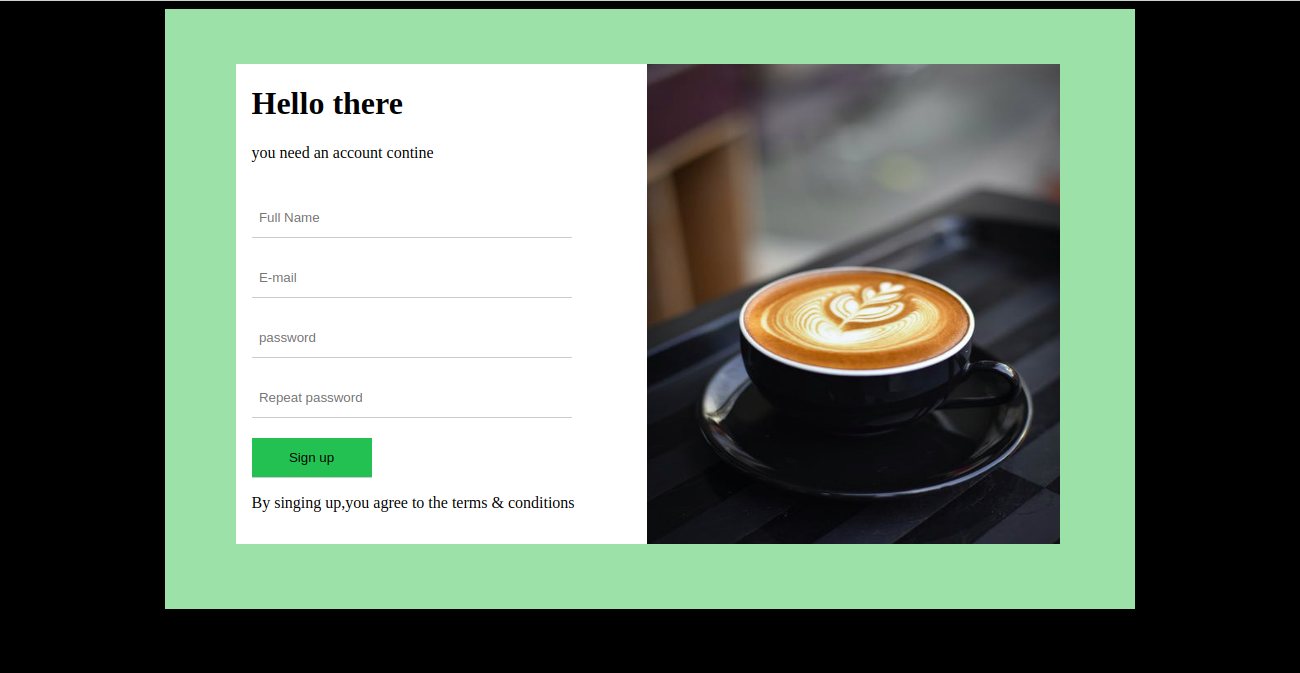 Hello there
you need an account contine
Full Name
E-mail
password
Repeat password
Sign up
By singing up,you agree to the terms & conditions